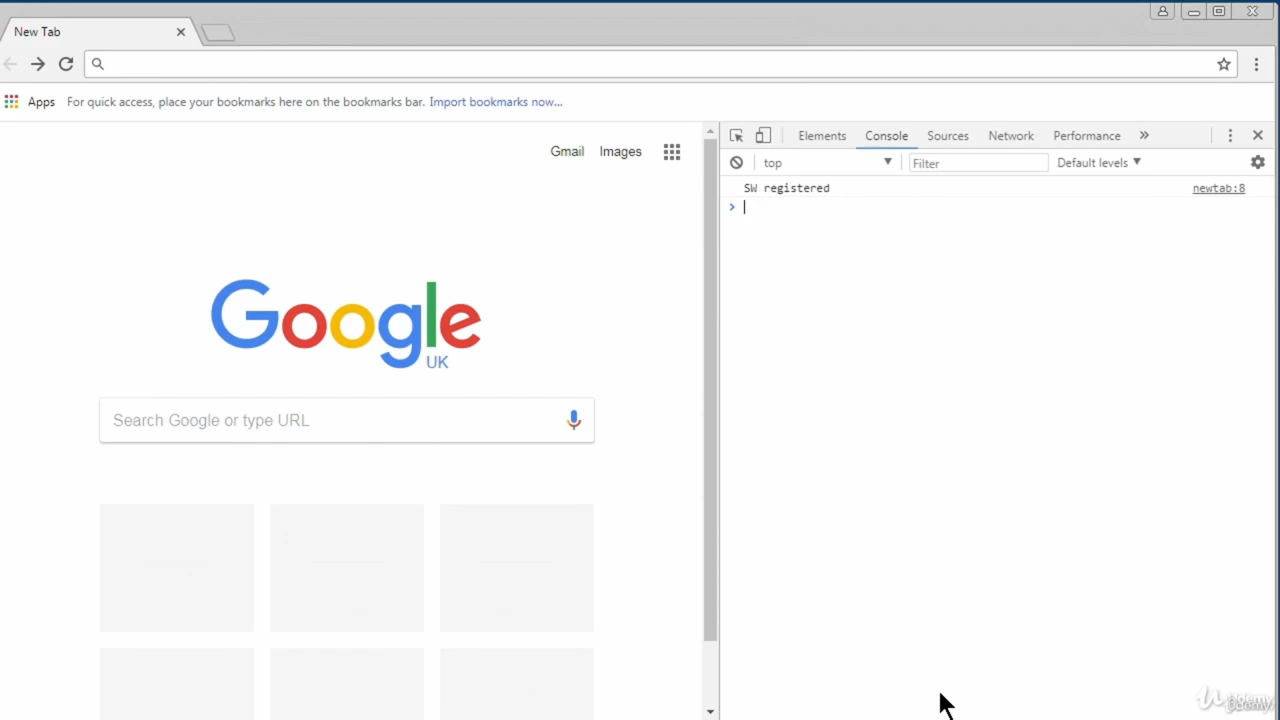 New Tab
Apps For quick access, place your bookmarks here on the bookmarks bar. Import bookmarks now...
Gmail Images
Elements Console Sources Network Performance »
top Filter Default levels
SW registered newtab:8
>
Google
UK
Search Google or type URL
Udemy